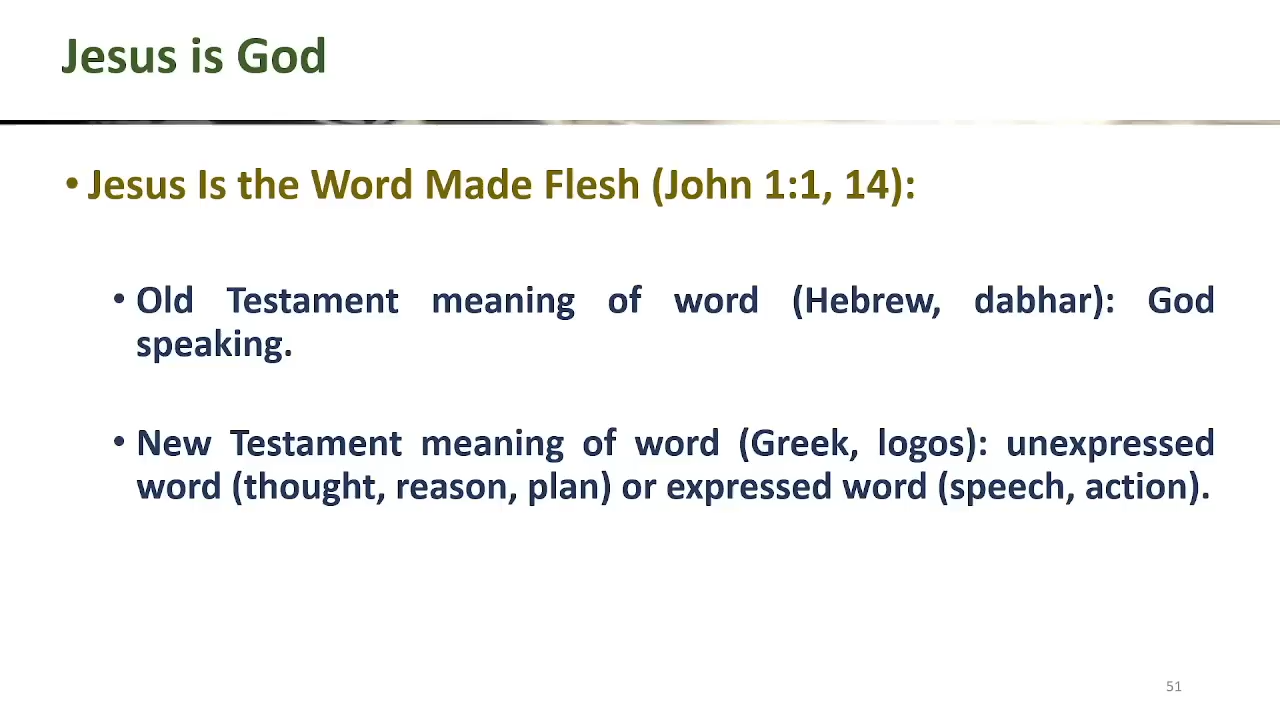 Jesus is God
• Jesus Is the Word Made Flesh (John 1:1, 14):
• Old Testament meaning of word (Hebrew, dabhar): God
speaking.
• New Testament meaning of word (Greek, logos): unexpressed
word (thought, reason, plan) or expressed word (speech, action).
51